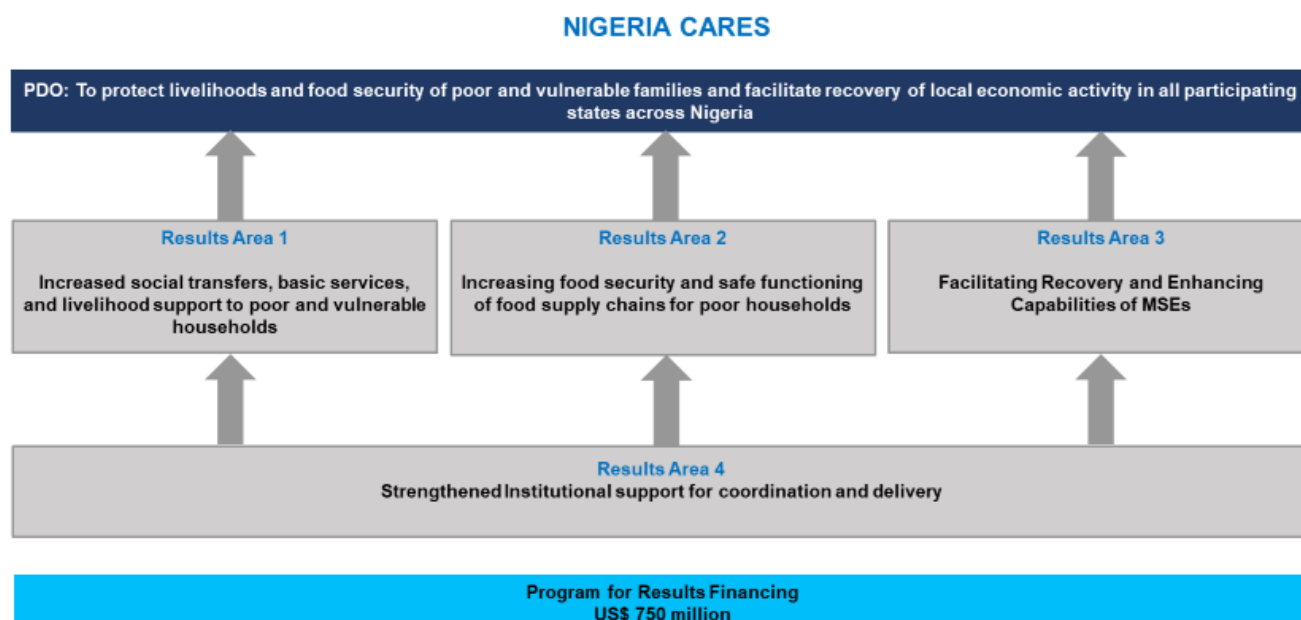 NIGERIA CARES
PDO: To protect livelihoods and food security of poor and vulnerable families and facilitate recovery of local economic activity in all participating
states across Nigeria
Results Area 1
Increased social transfers, basic services,
and livelihood support to poor and vulnerable
households
Results Area 2
Increasing food security and safe functioning
of food supply chains for poor households
Results Area 3
Facilitating Recovery and Enhancing
Capabilities of MSEs
Results Area 4
Strengthened Institutional support for coordination and delivery
Program for Results Financing
US$ 750 million